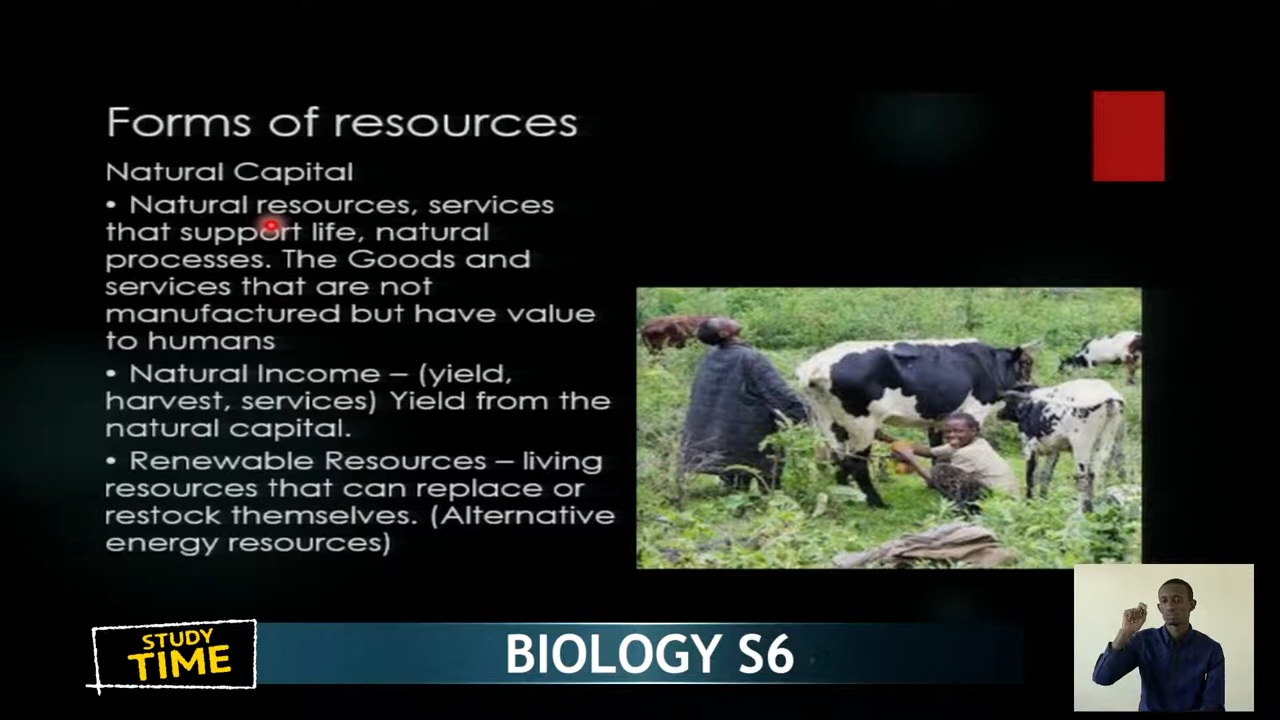 Forms of resources
Natural Capital
• Natural resources, services
that support life, natural
processes. The Goods and
services that are not
manufactured but have value
to humans
• Natural Income – (yield,
harvest, services) Yield from the
natural capital.
• Renewable Resources – living
resources that can replace or
restock themselves. (Alternative
energy resources)
STUDY
TIME
BIOLOGY S6